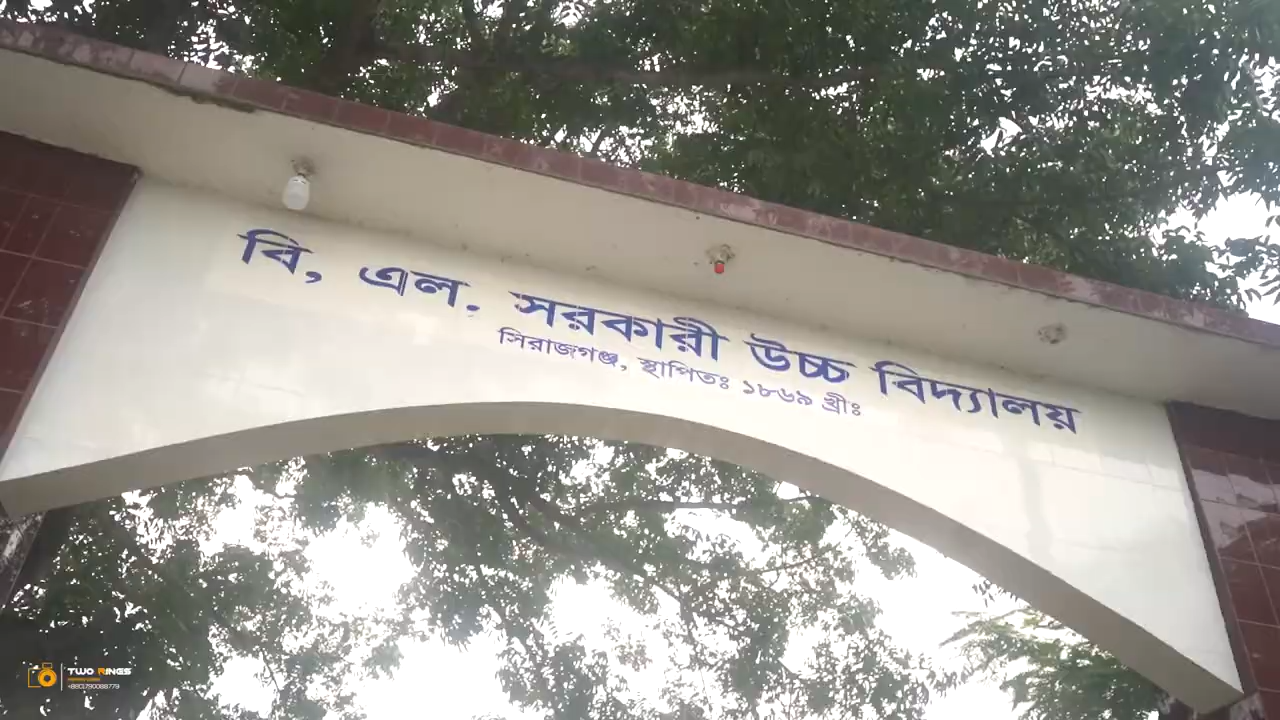 বি, এল. সরকারী উচ্চ বিদ্যালয়
সিরাজগঞ্জ, স্থাপিতঃ ১৮৬৯ খ্রীঃ
TWO RINGS